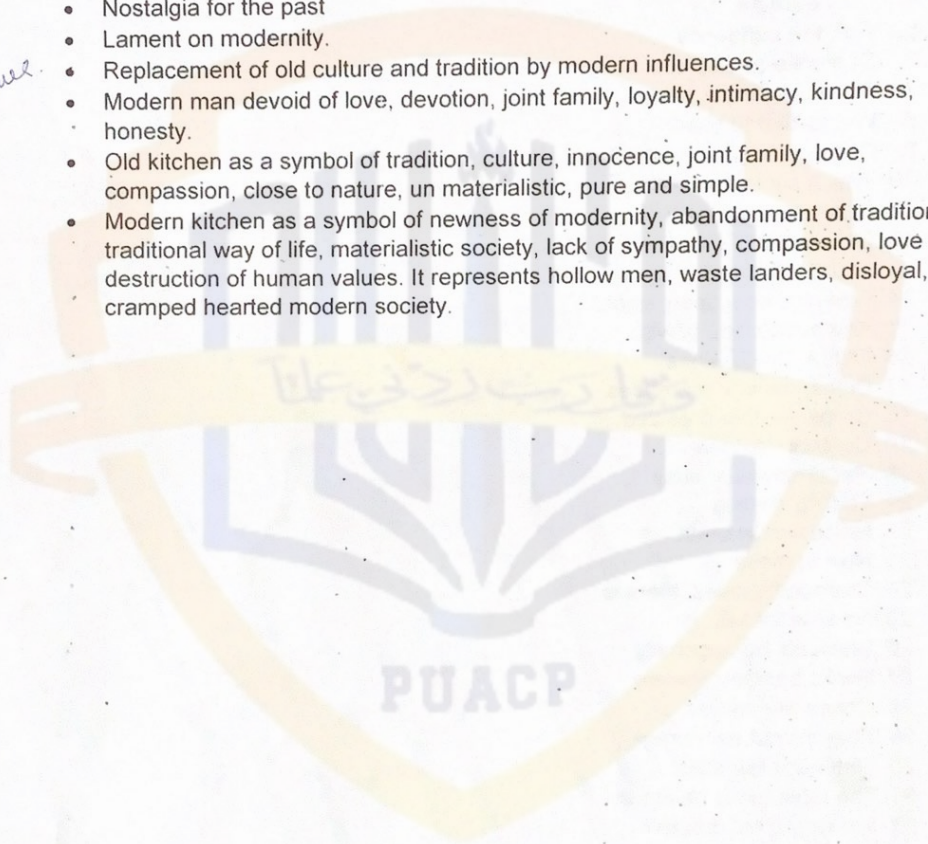 • Nostalgia for the past
• Lament on modernity.
• Replacement of old culture and tradition by modern influences.
• Modern man devoid of love, devotion, joint family, loyalty, intimacy, kindness,
honesty.
• Old kitchen as a symbol of tradition, culture, innocence, joint family, love,
compassion, close to nature, un materialistic, pure and simple.
• Modern kitchen as a symbol of newness of modernity, abandonment of tradition
traditional way of life, materialistic society, lack of sympathy, compassion, love
destruction of human values. It represents hollow men, waste landers, disloyal,
cramped hearted modern society.
PUACP